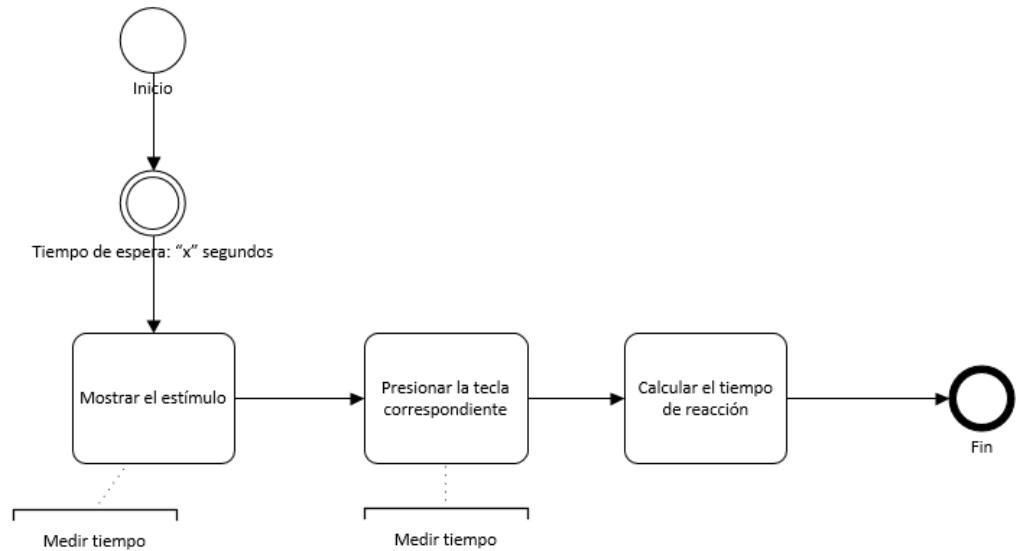 Inicio
Tiempo de espera: “x” segundos
Mostrar el estímulo
Presionar la tecla
correspondiente
Calcular el tiempo
de reacción
Fin
Medir tiempo
Medir tiempo